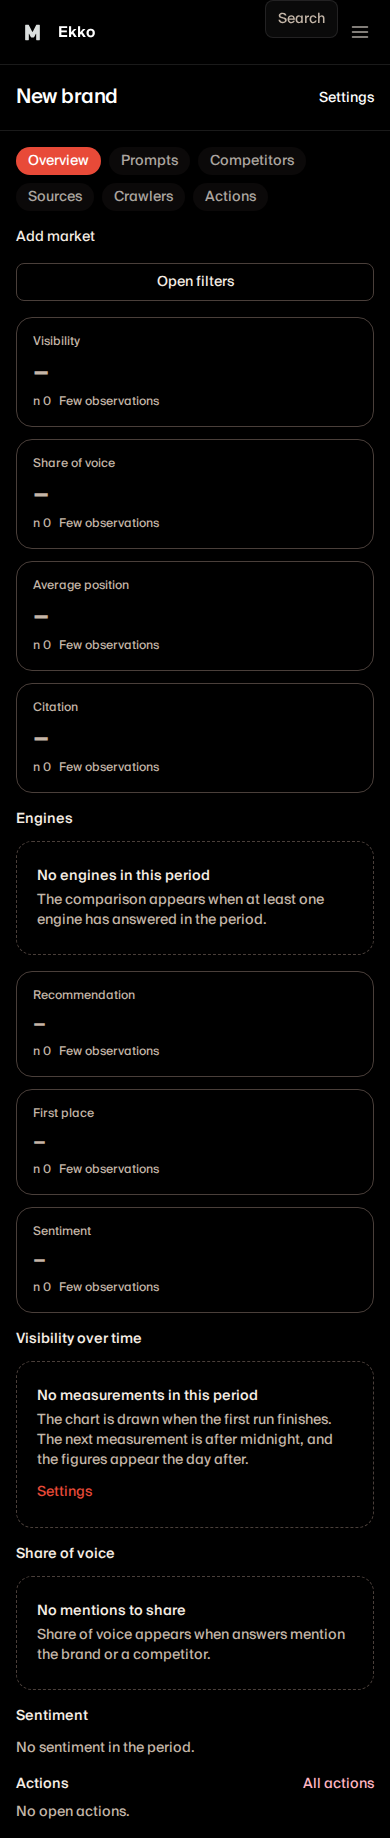 Search
Ekko
New brand
Settings
Overview Prompts Competitors
Sources Crawlers Actions
Add market
Open filters
Visibility
–
n 0 Few observations
Share of voice
–
n 0 Few observations
Average position
–
n 0 Few observations
Citation
–
n 0 Few observations
Engines
No engines in this period
The comparison appears when at least one
engine has answered in the period.
Recommendation
–
n 0 Few observations
First place
–
n 0 Few observations
Sentiment
–
n 0 Few observations
Visibility over time
No measurements in this period
The chart is drawn when the first run finishes.
The next measurement is after midnight, and
the figures appear the day after.
Settings
Share of voice
No mentions to share
Share of voice appears when answers mention
the brand or a competitor.
Sentiment
No sentiment in the period.
Actions All actions
No open actions.